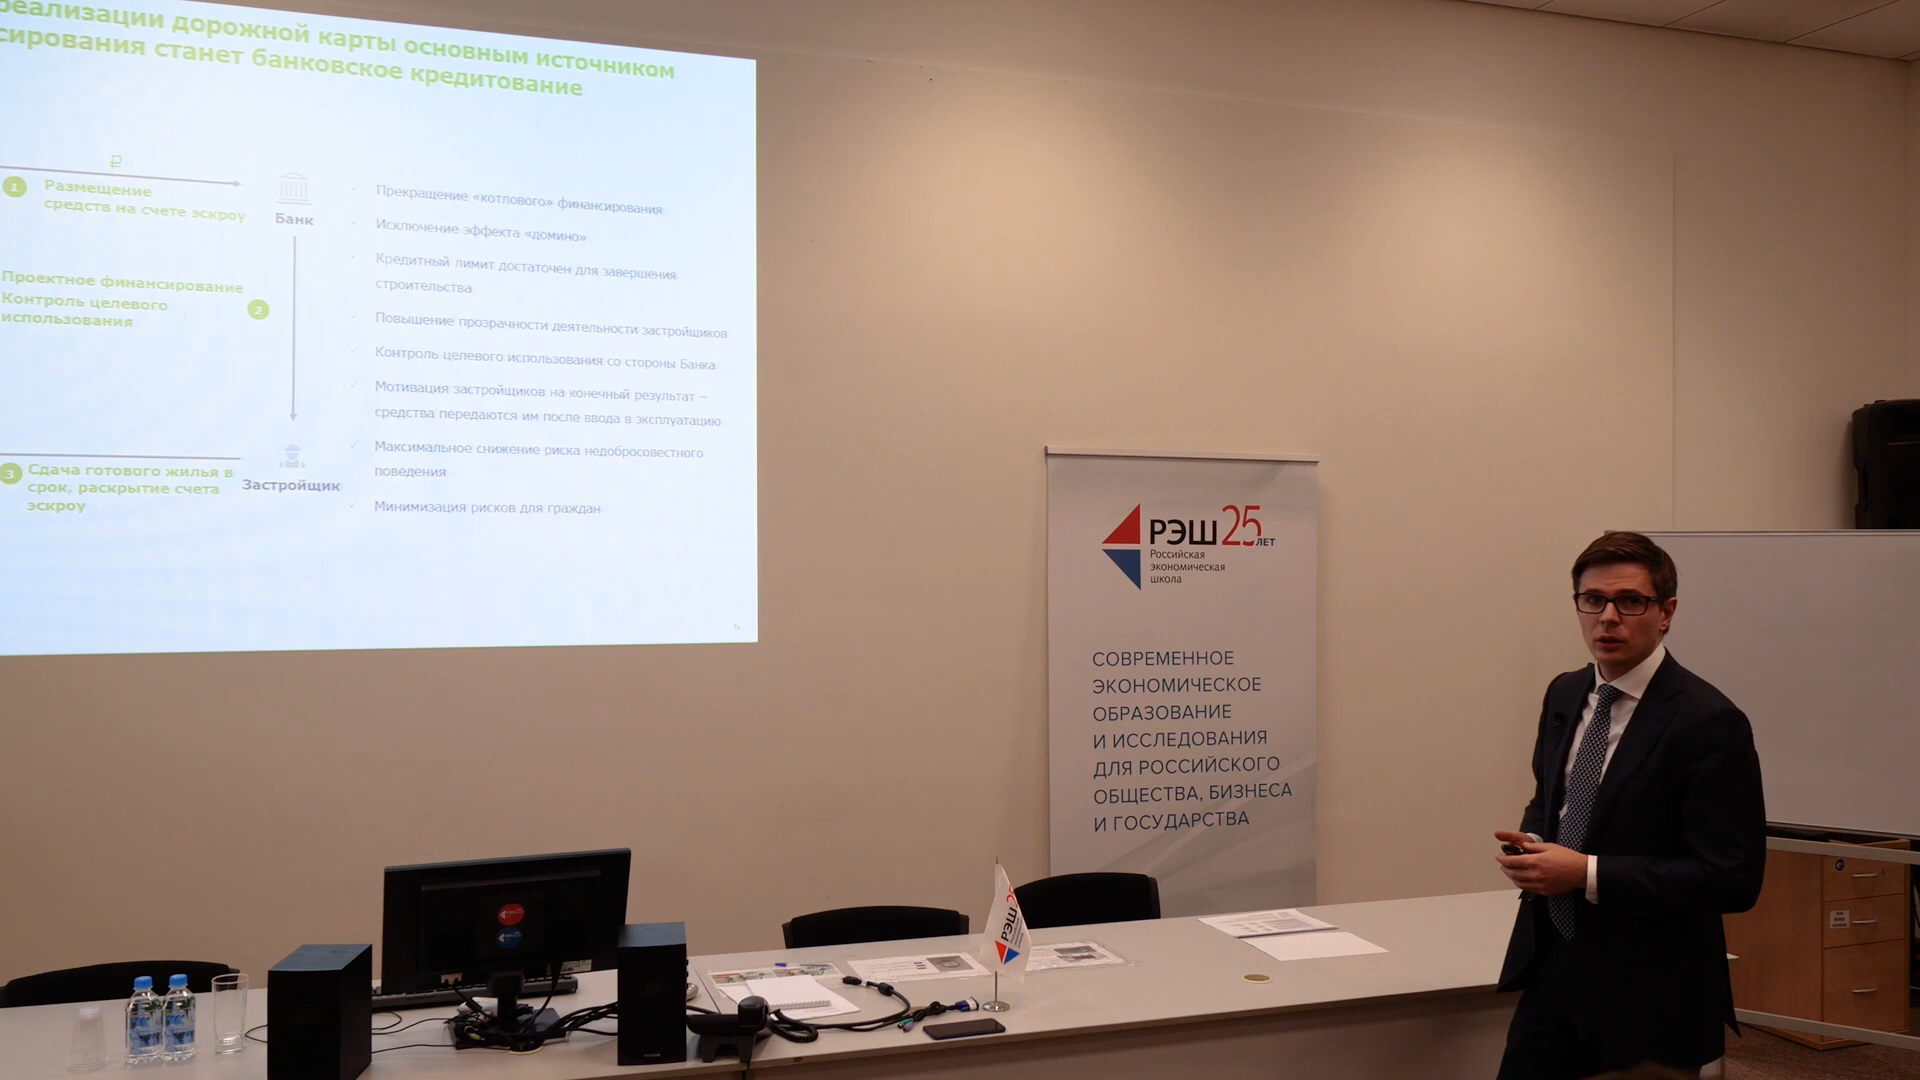 реализации дорожной карты основным источником
сирования станет банковское кредитование
₽
1
Размещение
средств на счете эскроу
Банк
Проектное финансирование
Контроль целевого
использования
2
3
Сдача готового жилья в
срок, раскрытие счета
эскроу
Застройщик
Прекращение «котлового» финансирования
Исключение эффекта «домино»
Кредитный лимит достаточен для завершения
строительства
Повышение прозрачности деятельности застройщиков
Контроль целевого использования со стороны Банка
Мотивация застройщиков на конечный результат –
средства передаются им после ввода в эксплуатацию
Максимальное снижение риска недобросовестного
поведения
Минимизация рисков для граждан
6
РЭШ 25 ЛЕТ
Российская
экономическая
школа
СОВРЕМЕННОЕ
ЭКОНОМИЧЕСКОЕ
ОБРАЗОВАНИЕ
И ИССЛЕДОВАНИЯ
ДЛЯ РОССИЙСКОГО
ОБЩЕСТВА, БИЗНЕСА
И ГОСУДАРСТВА
РЭШ